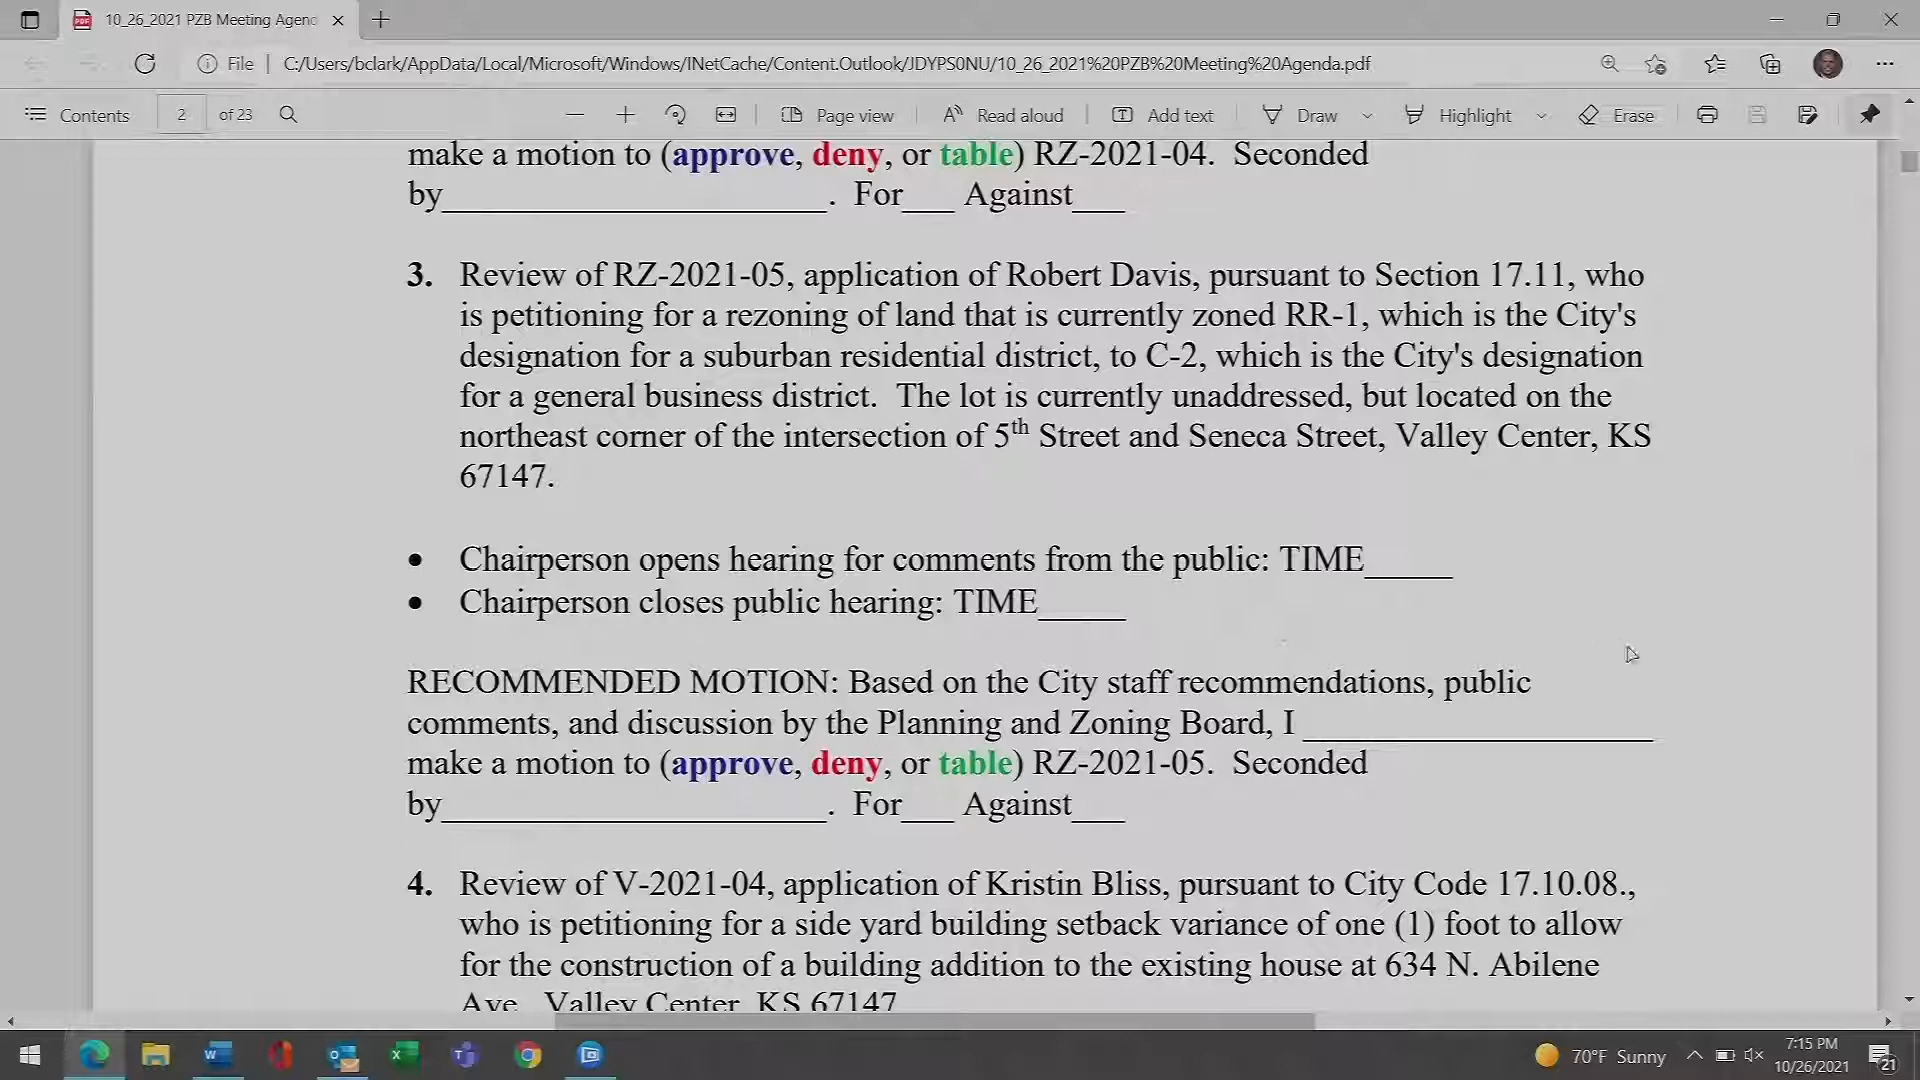 10_26_2021 PZB Meeting Agend
File
C:/Users/bclark/AppData/Local/Microsoft/Windows/INetCache/Content.Outlook/JDYPS0NU/10_26_2021%20PZB%20Meeting%20Agenda.pdf
Contents 2 of 23 Page view Read aloud Add text Draw Highlight Erase
make a motion to (approve, deny, or table) RZ-2021-04. Seconded
by______________________. For___ Against___
3. Review of RZ-2021-05, application of Robert Davis, pursuant to Section 17.11, who
is petitioning for a rezoning of land that is currently zoned RR-1, which is the City's
designation for a suburban residential district, to C-2, which is the City's designation
for a general business district. The lot is currently unaddressed, but located on the
northeast corner of the intersection of 5th Street and Seneca Street, Valley Center, KS
67147.
• Chairperson opens hearing for comments from the public: TIME_____
• Chairperson closes public hearing: TIME_____
RECOMMENDED MOTION: Based on the City staff recommendations, public
comments, and discussion by the Planning and Zoning Board, I ____________________
make a motion to (approve, deny, or table) RZ-2021-05. Seconded
by______________________. For___ Against___
4. Review of V-2021-04, application of Kristin Bliss, pursuant to City Code 17.10.08.,
who is petitioning for a side yard building setback variance of one (1) foot to allow
for the construction of a building addition to the existing house at 634 N. Abilene
Ave., Valley Center, KS 67147
70°F Sunny
7:15 PM
10/26/2021
21